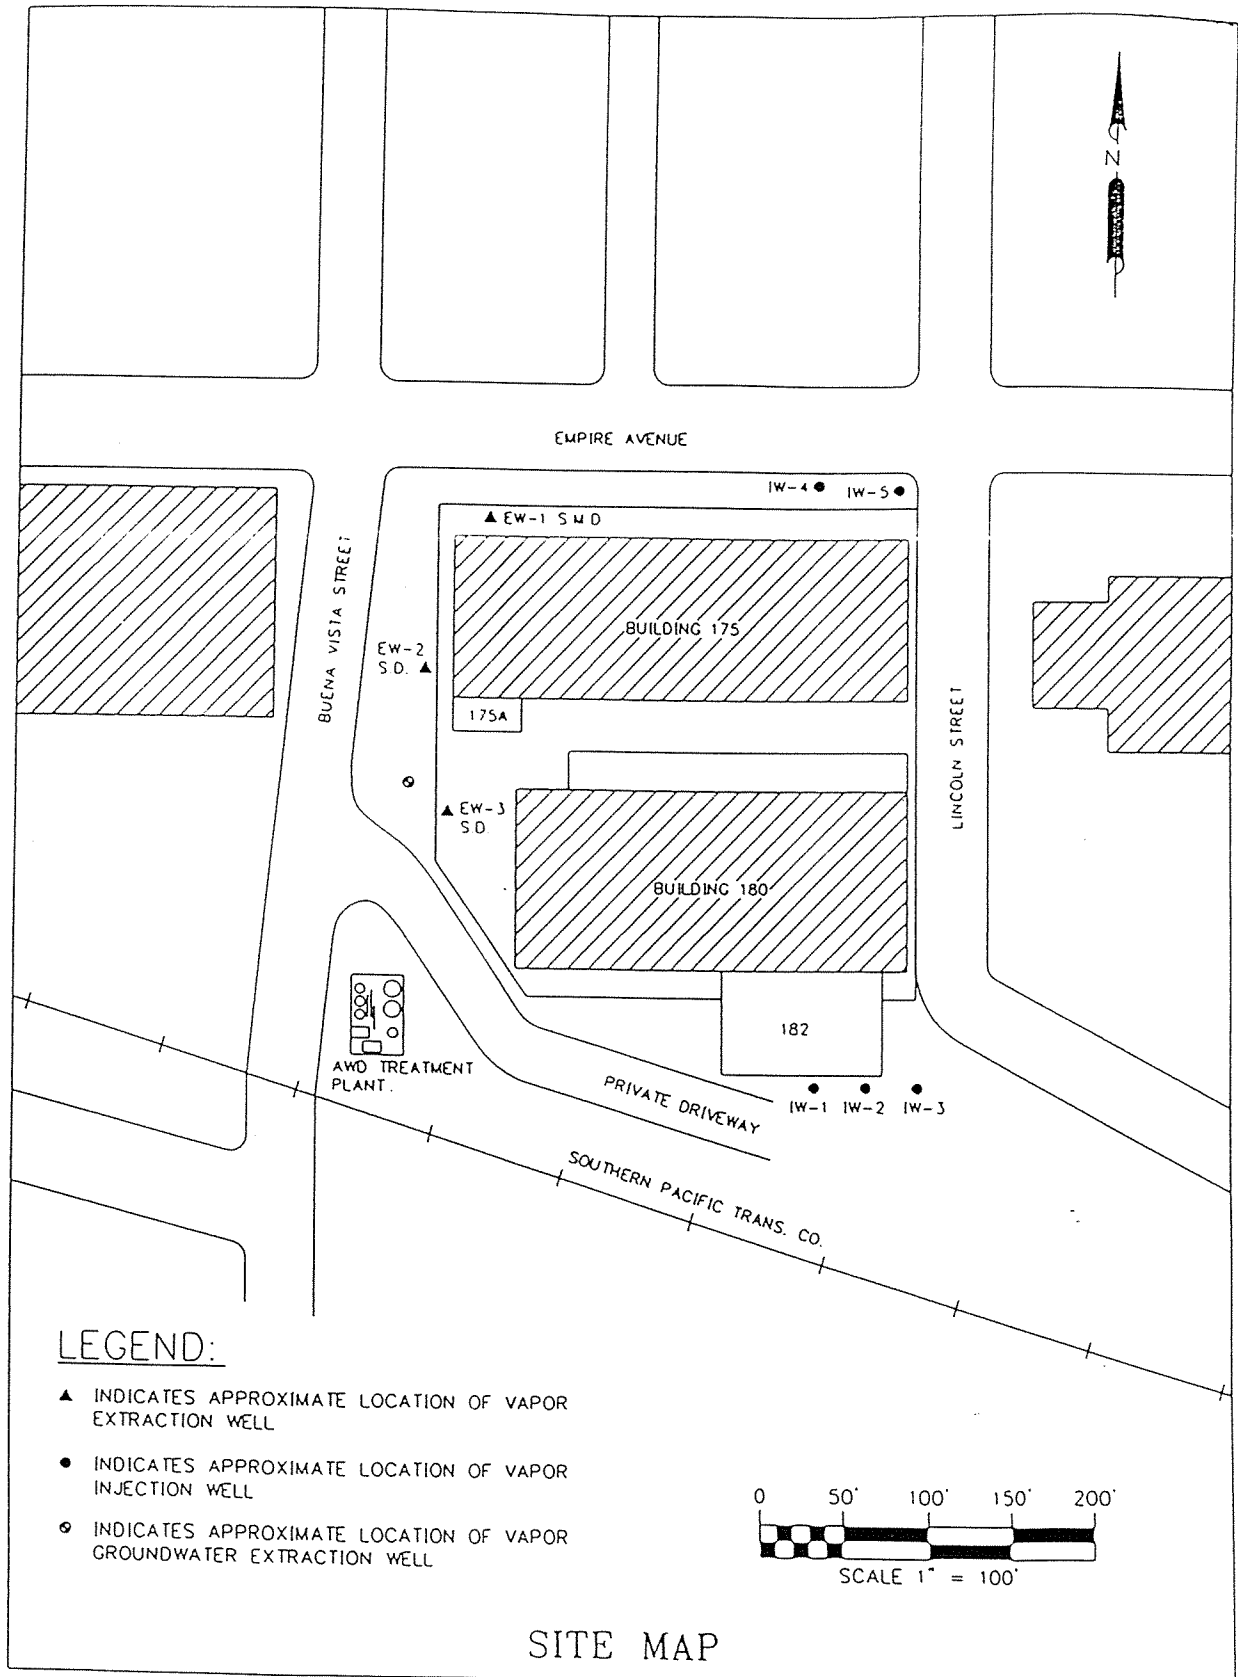 N
EMPIRE AVENUE
IW-4
IW-5
EW-1 S M D
BUENA VISTA STREET
BUILDING 175
EW-2
S.D.
175A
LINCOLN STREET
EW-3
S.D.
BUILDING 180
182
AWD TREATMENT
PLANT.
PRIVATE DRIVEWAY
IW-1
IW-2
IW-3
SOUTHERN PACIFIC TRANS. CO.
LEGEND:
INDICATES APPROXIMATE LOCATION OF VAPOR
EXTRACTION WELL
INDICATES APPROXIMATE LOCATION OF VAPOR
INJECTION WELL
INDICATES APPROXIMATE LOCATION OF VAPOR
GROUNDWATER EXTRACTION WELL
0 50' 100' 150' 200'
SCALE 1" = 100'
SITE MAP